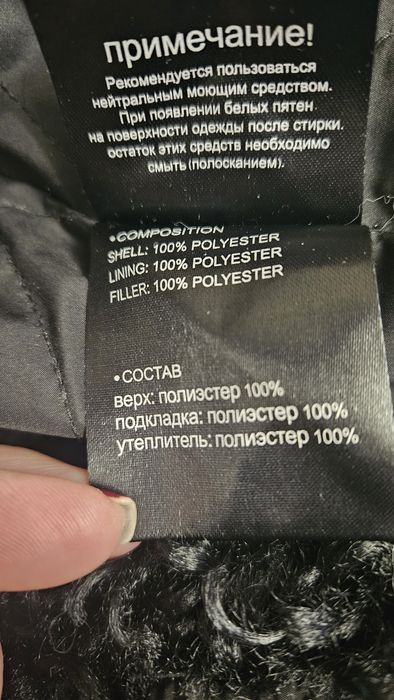 примечание!
Рекомендуется пользоваться
нейтральным моющим средством.
При появлении белых пятен
на поверхности одежды после стирки.
остаток этих средств необходимо
смыть (полосканием).
•COMPOSITION
SHELL: 100% POLYESTER
LINING: 100% POLYESTER
FILLER: 100% POLYESTER
•СОСТАВ
верх: полиэстер 100%
подкладка: полиэстер 100%
утеплитель: полиэстер 100%